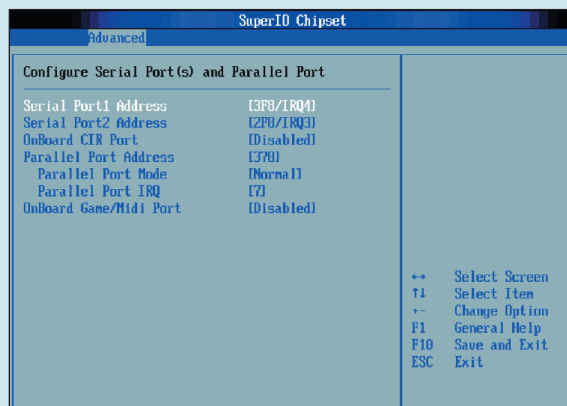 SuperIO Chipset
Advanced
Configure Serial Port(s) and Parallel Port
Serial Port1 Address [3F8/IRQ4]
Serial Port2 Address [2F8/IRQ3]
OnBoard CIR Port [Disabled]
Parallel Port Address [378]
Parallel Port Mode [Normal]
Parallel Port IRQ [7]
OnBoard Game/Midi Port [Disabled]
↔ Select Screen
↑↓ Select Item
+- Change Option
F1 General Help
F10 Save and Exit
ESC Exit